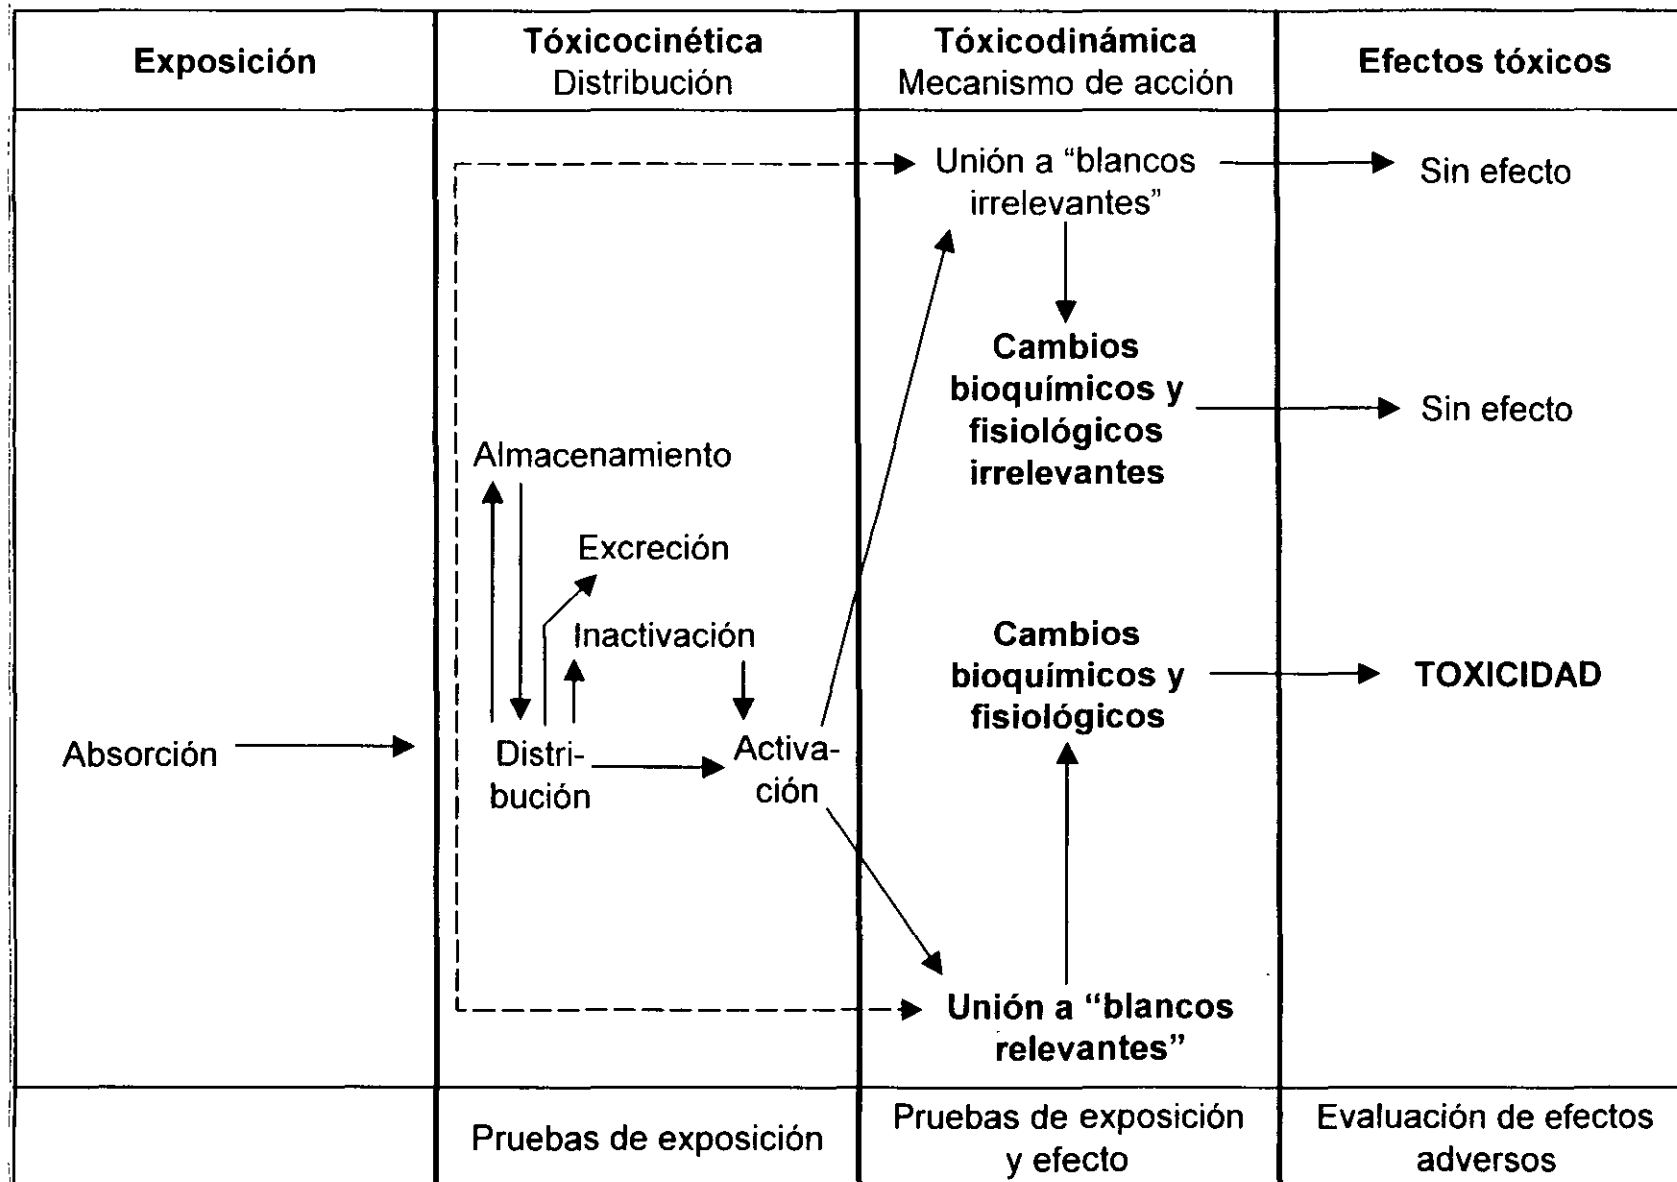 Exposición
Tóxicocinética
Distribución
Tóxicodinámica
Mecanismo de acción
Efectos tóxicos
Unión a “blancos
irrelevantes”
Sin efecto
Cambios
bioquímicos y
fisiológicos
irrelevantes
Sin efecto
Almacenamiento
Excreción
Inactivación
Cambios
bioquímicos y
fisiológicos
TOXICIDAD
Absorción
Distri-
bución
Activa-
ción
Unión a “blancos
relevantes”
Pruebas de exposición
Pruebas de exposición
y efecto
Evaluación de efectos
adversos